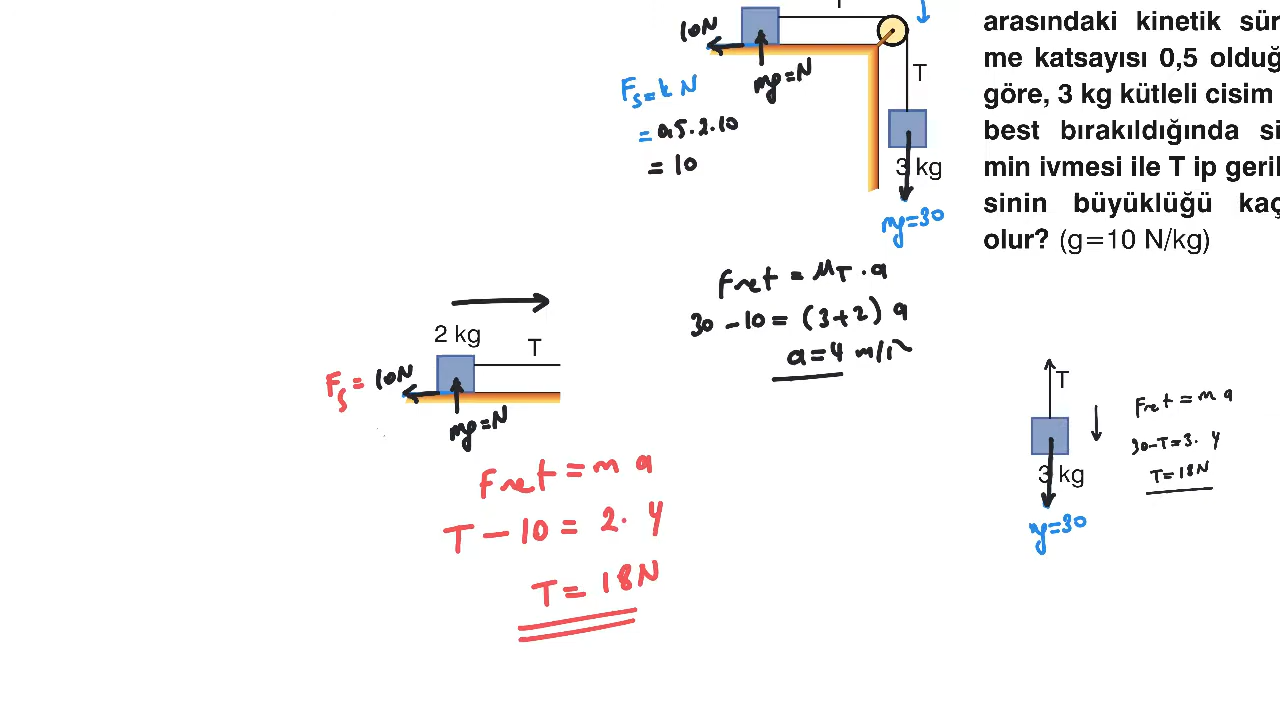 T
10N
mg=N
Fs=k N
= 0,5.2.10
= 10
T
3 kg
mg=30
arasındaki kinetik sür
me katsayısı 0,5 olduğ
göre, 3 kg kütleli cisim
best bırakıldığında si
min ivmesi ile T ip geril
sinin büyüklüğü kaç
olur? (g=10 N/kg)
Fnet = MT.a
30 - 10 = (3+2) a
a=4 m/s²
2 kg
T
Fs = 10N
mg=N
Fnet = m a
T - 10 = 2. 4
T = 18N
T
3 kg
mg=30
Fnet = m a
30-T=3. 4
T=18N